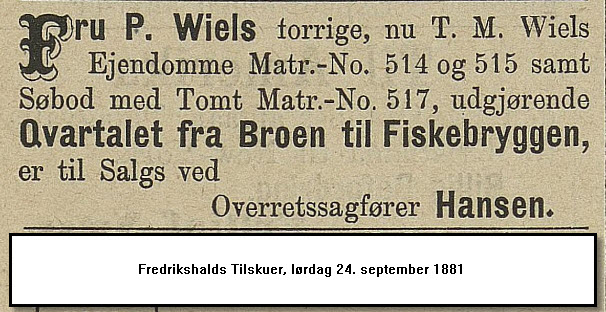 Fru P. Wiels torrige, nu T. M. Wiels
Ejendomme Matr.-No. 514 og 515 samt
Søbod med Tomt Matr.-No. 517, udgjørende
Qvartalet fra Broen til Fiskebryggen,
er til Salgs ved
Overretssagfører Hansen.
Fredrikshalds Tilskuer, lørdag 24. september 1881